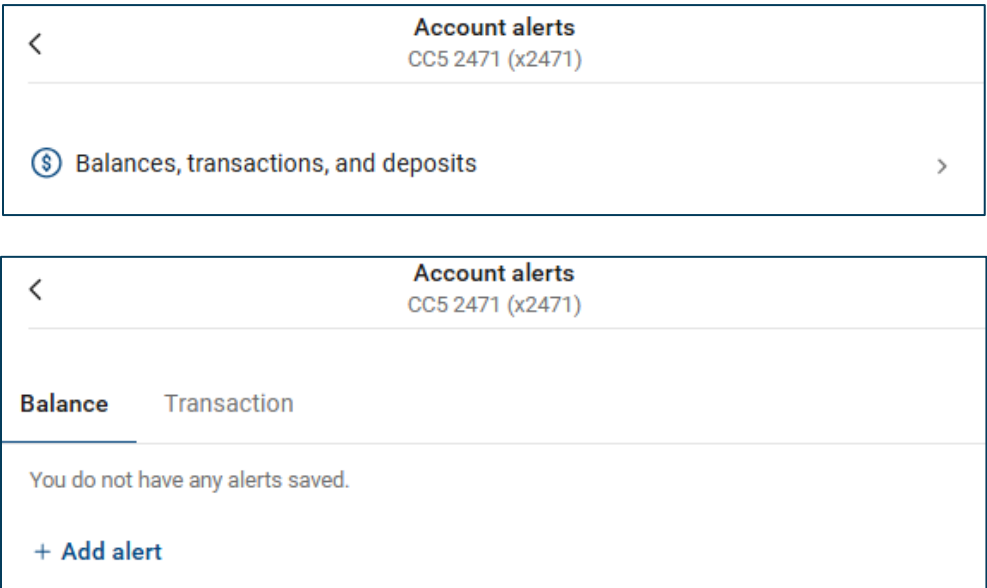 Account alerts
CC5 2471 (x2471)
Balances, transactions, and deposits
Account alerts
CC5 2471 (x2471)
Balance Transaction
You do not have any alerts saved.
+ Add alert